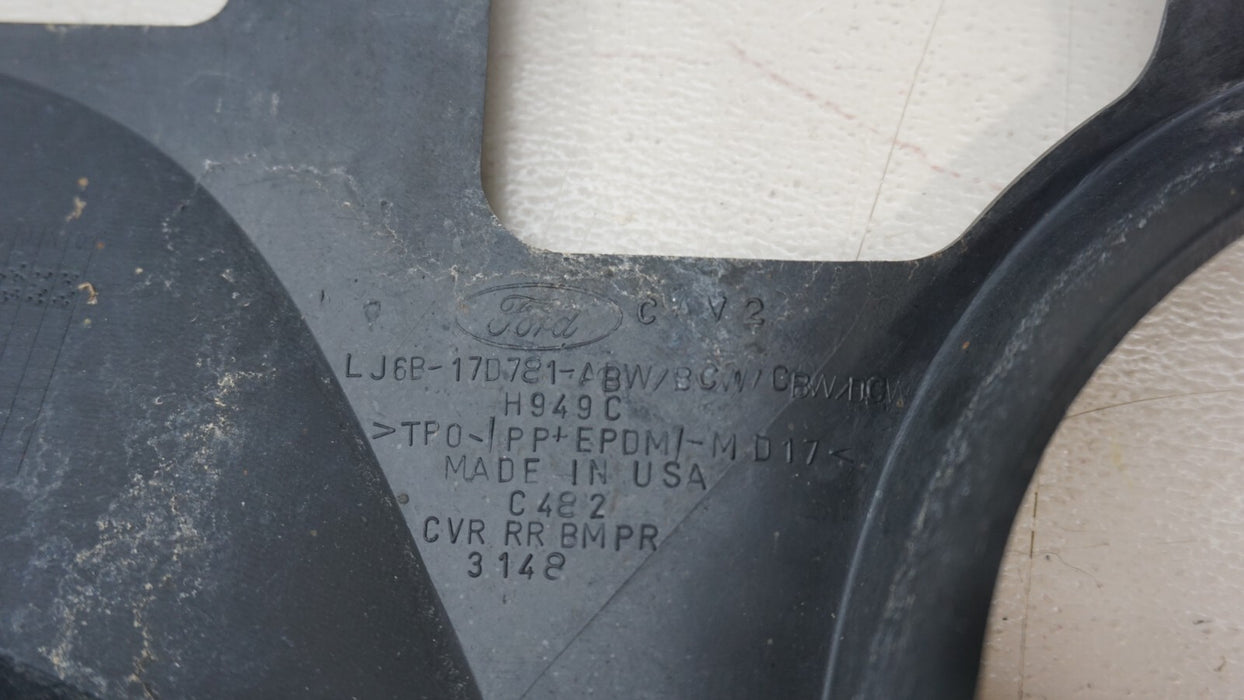 Ford C V2
LJ6B-17D781-ABW/BCW/CBW/DCW
H949C
>TPO-/PP+EPDM/-MD17<
MADE IN USA
C482
CVR RR BMPR
3148